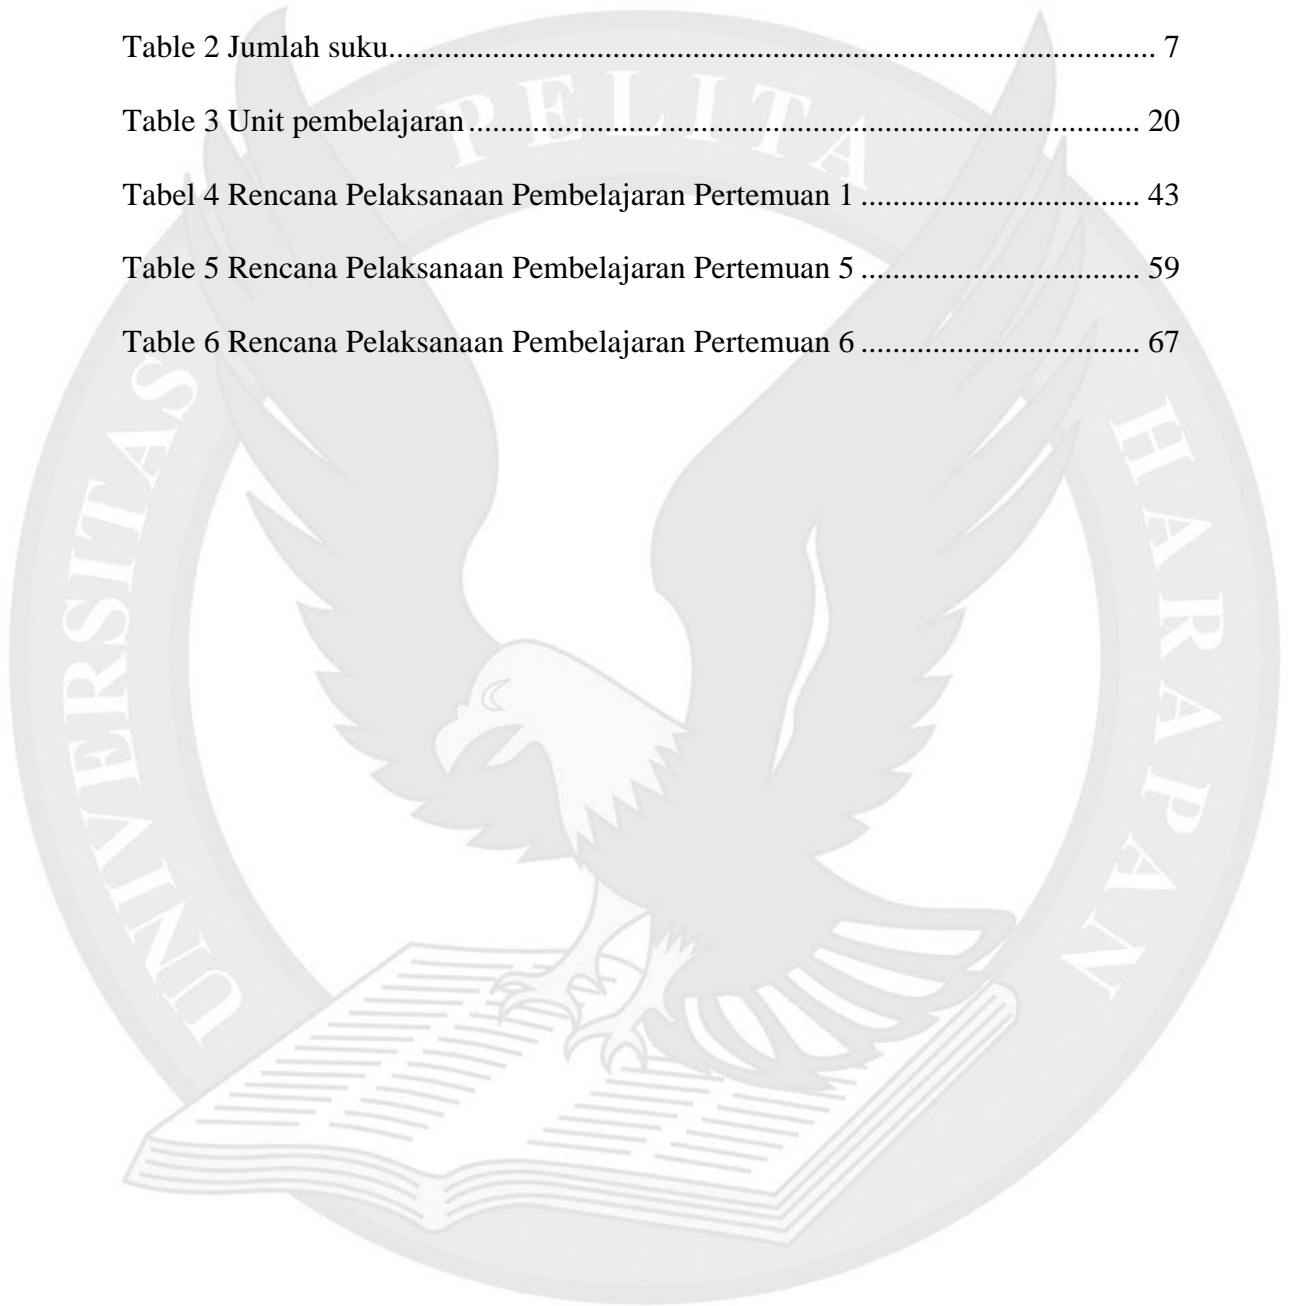 Table 2 Jumlah suku................................................................................................ 7
Table 3 Unit pembelajaran.................................................................................... 20
Tabel 4 Rencana Pelaksanaan Pembelajaran Pertemuan 1................................... 43
Table 5 Rencana Pelaksanaan Pembelajaran Pertemuan 5................................... 59
Table 6 Rencana Pelaksanaan Pembelajaran Pertemuan 6................................... 67
UNIVERSITAS PELITA HARAPAN